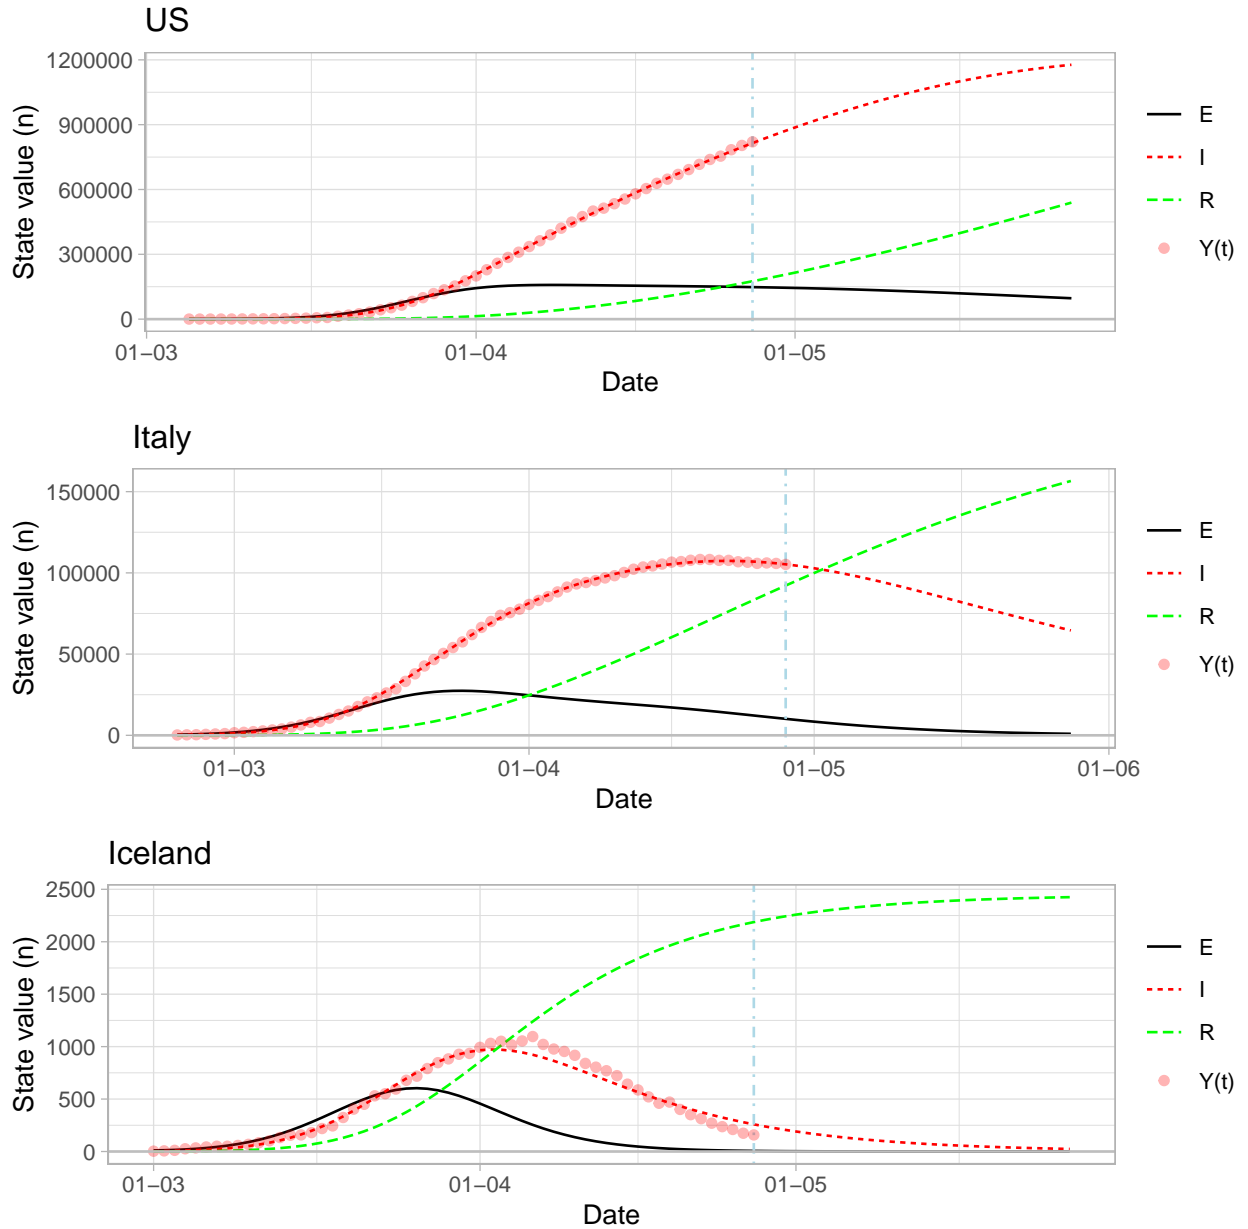 US
1200000
900000
600000
300000
0
State value (n)
01–03
01–04
01–05
Date
E
I
R
Y(t)
Italy
150000
100000
50000
0
State value (n)
01–03
01–04
01–05
01–06
Date
E
I
R
Y(t)
Iceland
2500
2000
1500
1000
500
0
State value (n)
01–03
01–04
01–05
Date
E
I
R
Y(t)